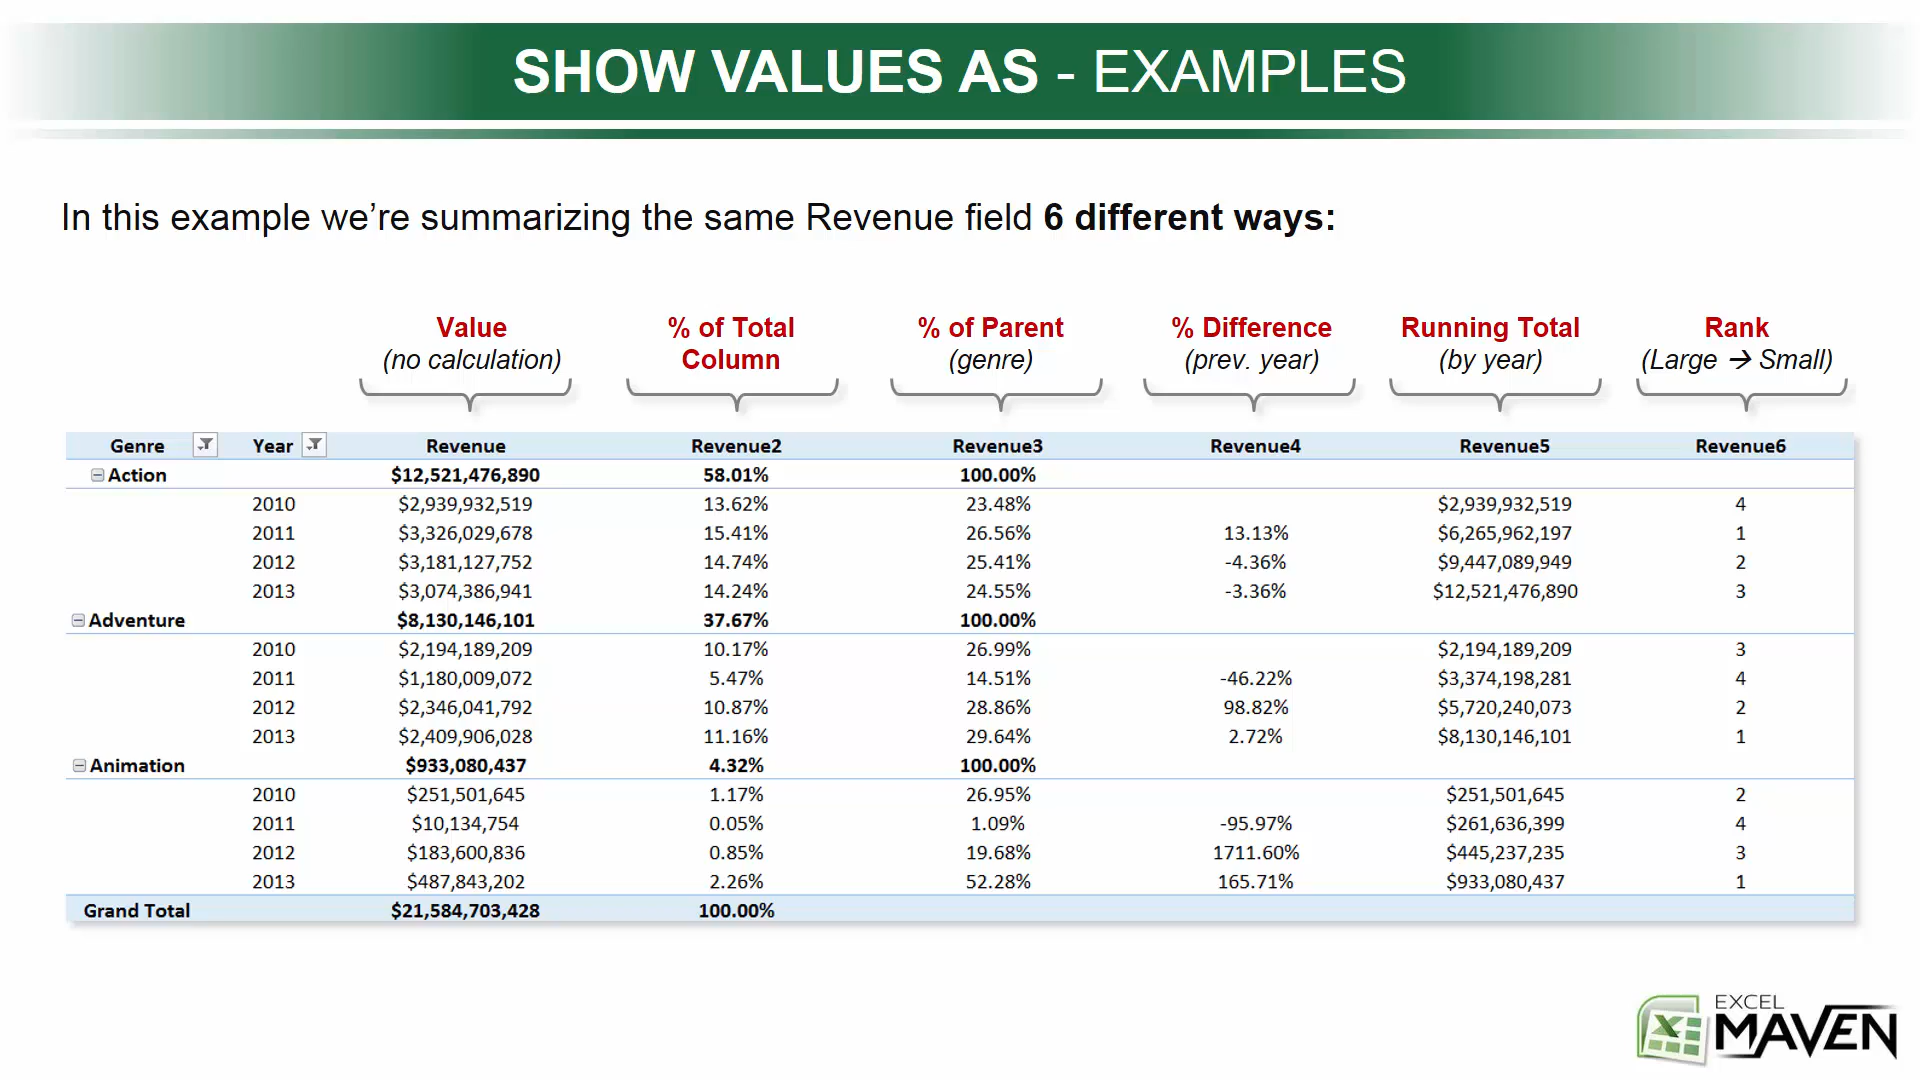 SHOW VALUES AS - EXAMPLES
In this example we’re summarizing the same Revenue field 6 different ways:
Value % of Total % of Parent % Difference Running Total Rank
(no calculation) Column (genre) (prev. year) (by year) (Large → Small)
Genre Year Revenue Revenue2 Revenue3 Revenue4 Revenue5 Revenue6
Action $12,521,476,890 58.01% 100.00%
2010 $2,939,932,519 13.62% 23.48% $2,939,932,519 4
2011 $3,326,029,678 15.41% 26.56% 13.13% $6,265,962,197 1
2012 $3,181,127,752 14.74% 25.41% -4.36% $9,447,089,949 2
2013 $3,074,386,941 14.24% 24.55% -3.36% $12,521,476,890 3
Adventure $8,130,146,101 37.67% 100.00%
2010 $2,194,189,209 10.17% 26.99% $2,194,189,209 3
2011 $1,180,009,072 5.47% 14.51% -46.22% $3,374,198,281 4
2012 $2,346,041,792 10.87% 28.86% 98.82% $5,720,240,073 2
2013 $2,409,906,028 11.16% 29.64% 2.72% $8,130,146,101 1
Animation $933,080,437 4.32% 100.00%
2010 $251,501,645 1.17% 26.95% $251,501,645 2
2011 $10,134,754 0.05% 1.09% -95.97% $261,636,399 4
2012 $183,600,836 0.85% 19.68% 1711.60% $445,237,235 3
2013 $487,843,202 2.26% 52.28% 165.71% $933,080,437 1
Grand Total $21,584,703,428 100.00%
EXCEL
MAVEN